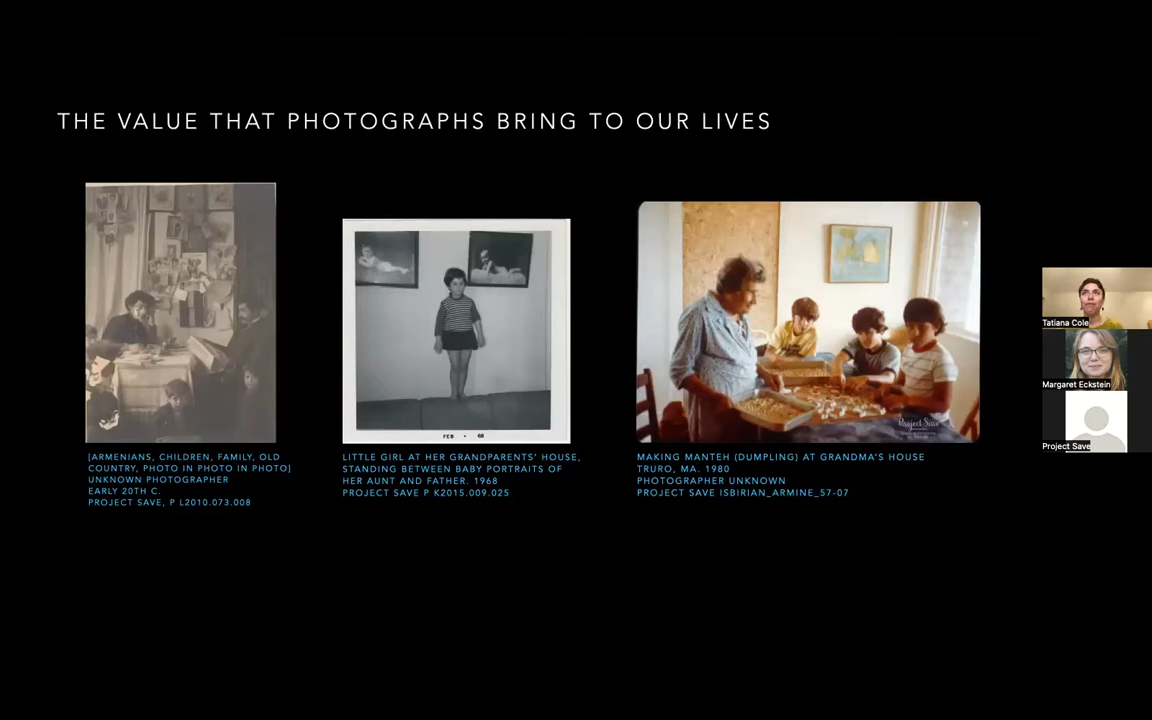 THE VALUE THAT PHOTOGRAPHS BRING TO OUR LIVES
[ARMENIANS, CHILDREN, FAMILY, OLD
COUNTRY, PHOTO IN PHOTO IN PHOTO]
UNKNOWN PHOTOGRAPHER
EARLY 20TH C.
PROJECT SAVE, P L2010.073.008
FEB • 68
LITTLE GIRL AT HER GRANDPARENTS' HOUSE,
STANDING BETWEEN BABY PORTRAITS OF
HER AUNT AND FATHER. 1968
PROJECT SAVE P K2015.009.025
Project Save
MAKING MANTEH (DUMPLING) AT GRANDMA'S HOUSE
TRURO, MA. 1980
PHOTOGRAPHER UNKNOWN
PROJECT SAVE ISBIRIAN_ARMINE_57-07
Tatiana Cole
Margaret Eckstein
Project Save